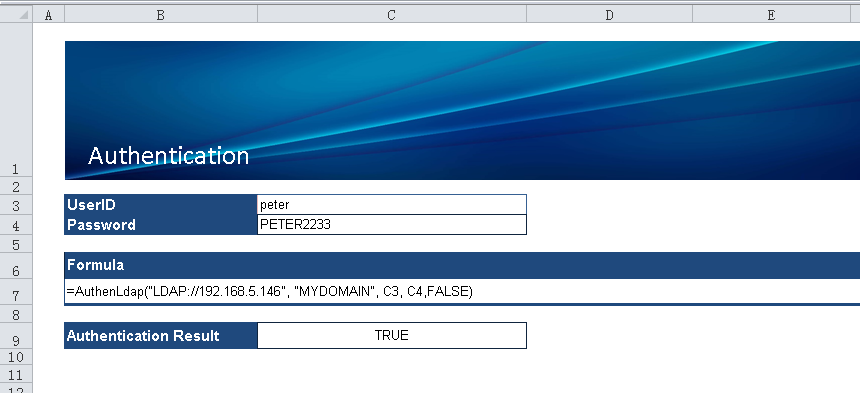 A B C D E
1 Authentication
2
3 UserID peter
4 Password PETER2233
5
6 Formula
7 =AuthenLdap("LDAP://192.168.5.146", "MYDOMAIN", C3, C4,FALSE)
8
9 Authentication Result TRUE
10
11
12